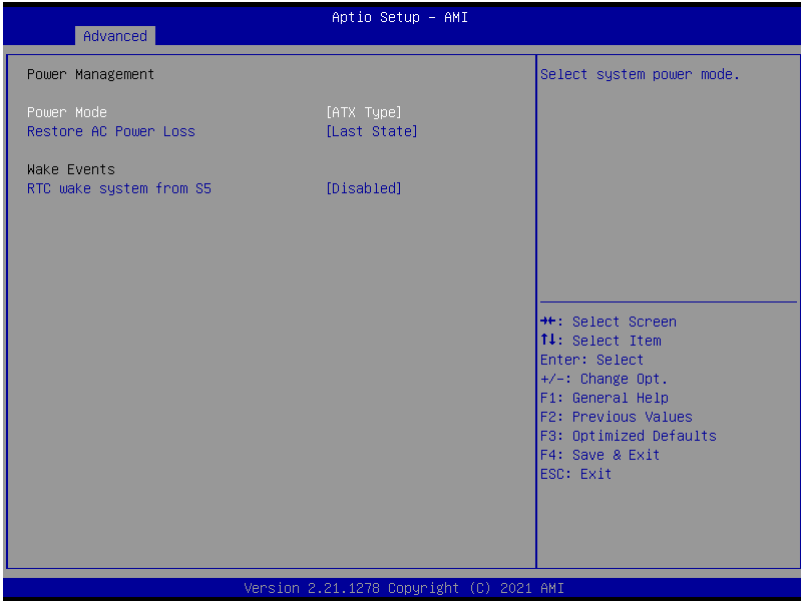 Aptio Setup - AMI
Advanced
Power Management
Select system power mode.
Power Mode [ATX Type]
Restore AC Power Loss [Last State]
Wake Events
RTC wake system from S5 [Disabled]
→←: Select Screen
↑↓: Select Item
Enter: Select
+/-: Change Opt.
F1: General Help
F2: Previous Values
F3: Optimized Defaults
F4: Save & Exit
ESC: Exit
Version 2.21.1278 Copyright (C) 2021 AMI